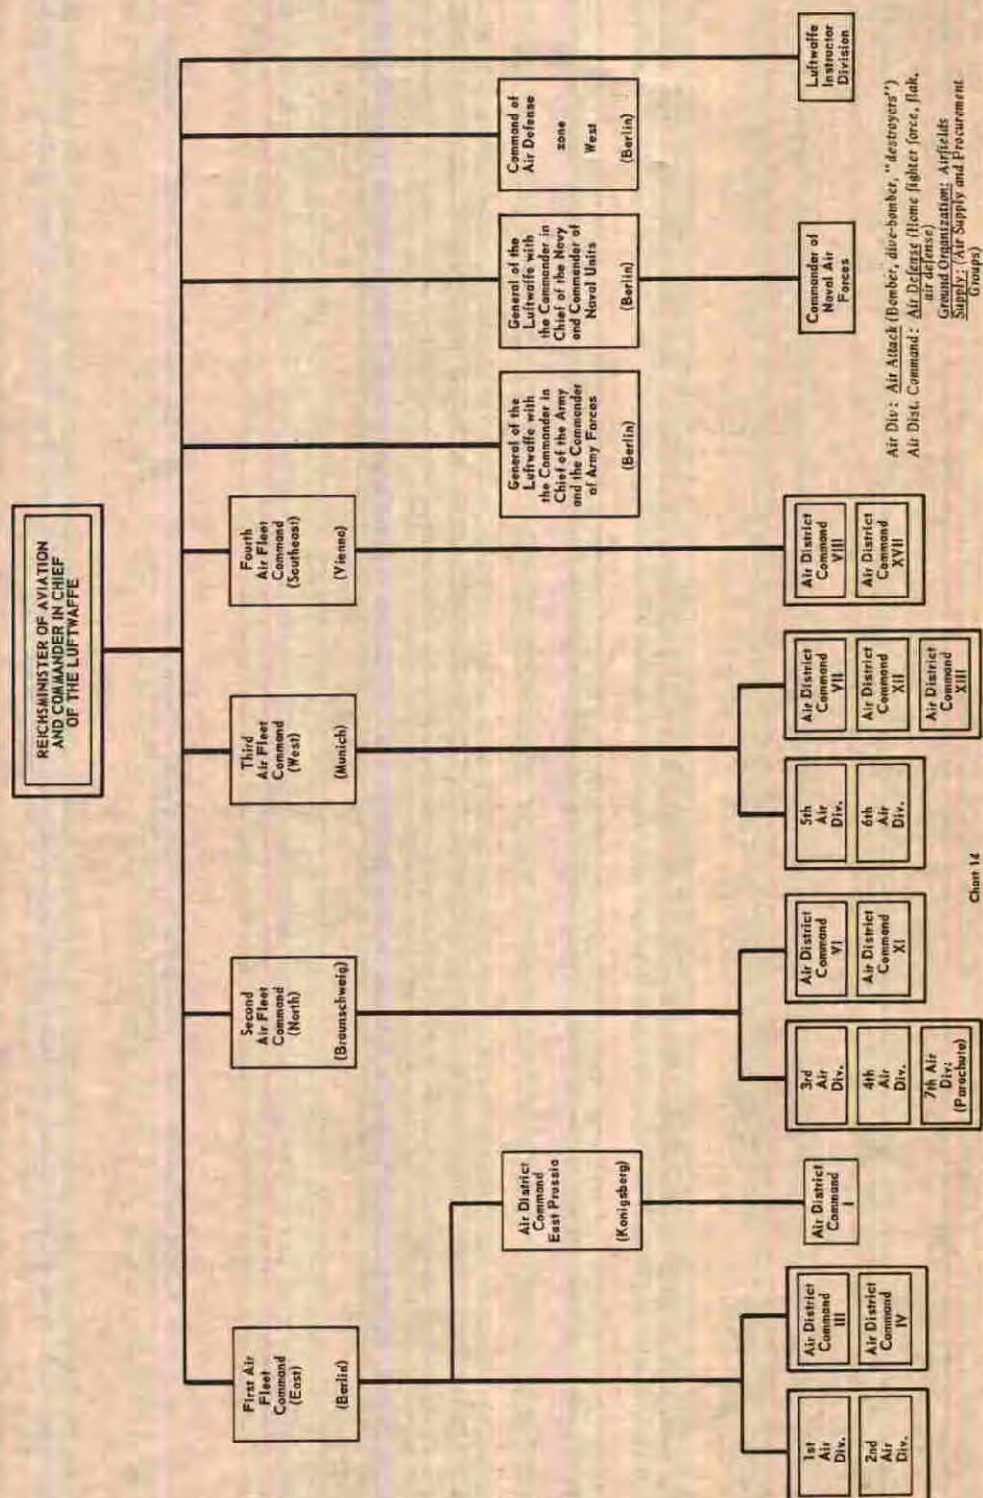 REICHSMINISTER OF AVIATION
AND COMMANDER IN CHIEF
OF THE LUFTWAFFE
First Air
Fleet
Command
(East)
(Berlin)
Second
Air Fleet
Command
(North)
(Braunschweig)
Third
Air Fleet
Command
(West)
(Munich)
Fourth
Air Fleet
Command
(Southeast)
(Vienna)
General of the
Luftwaffe with
the Commander in
Chief of the Army
and the Commander
of Army Forces
(Berlin)
General of the
Luftwaffe with
the Commander in
Chief of the Navy
and Commander of
Naval Units
(Berlin)
Command of
Air Defense
zone
West
(Berlin)
Luftwaffe
Instructor
Division
Air District
Command
East Prussia
(Konigsberg)
1st
Air
Div.
2nd
Air
Div.
Air District
Command
III
Air District
Command
IV
Air District
Command
I
3rd
Air
Div.
4th
Air
Div.
7th Air
Div.
(Parachute)
Air District
Command
VI
Air District
Command
XI
5th
Air
Div.
6th
Air
Div.
Air District
Command
VII
Air District
Command
XII
Air District
Command
XIII
Air District
Command
VIII
Air District
Command
XVII
Commander of
Naval Air
Forces
Air Div: Air Attack (Bomber, dive-bomber, "destroyers")
Air Dist. Command: Air Defense (Home fighter force, flak,
air defense)
Ground Organization: Airfields
Supply: (Air Supply and Procurement
Groups)
Chart 14